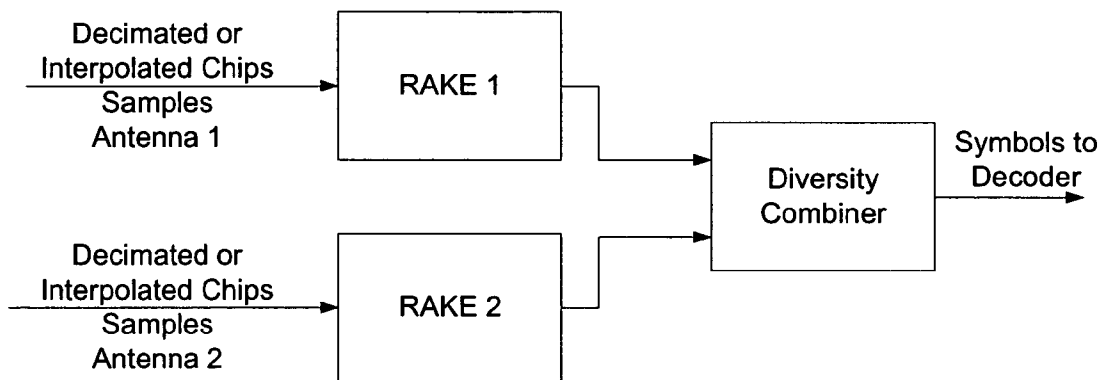 Decimated or
Interpolated Chips
Samples
Antenna 1
RAKE 1
Diversity
Combiner
Symbols to
Decoder
Decimated or
Interpolated Chips
Samples
Antenna 2
RAKE 2